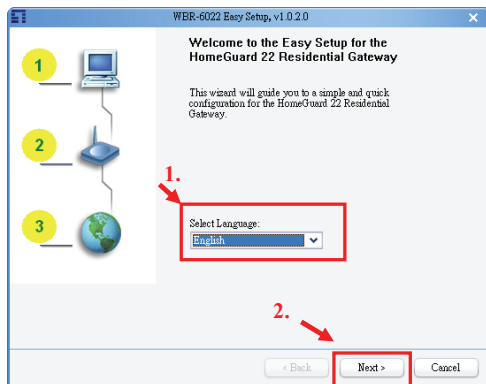 WBR-6022 Easy Setup, v1.0.2.0
Welcome to the Easy Setup for the
HomeGuard 22 Residential Gateway
This wizard will guide you to a simple and quick
configuration for the HomeGuard 22 Residential
Gateway.
1
2
3
1.
Select Language:
English
2.
< Back
Next >
Cancel